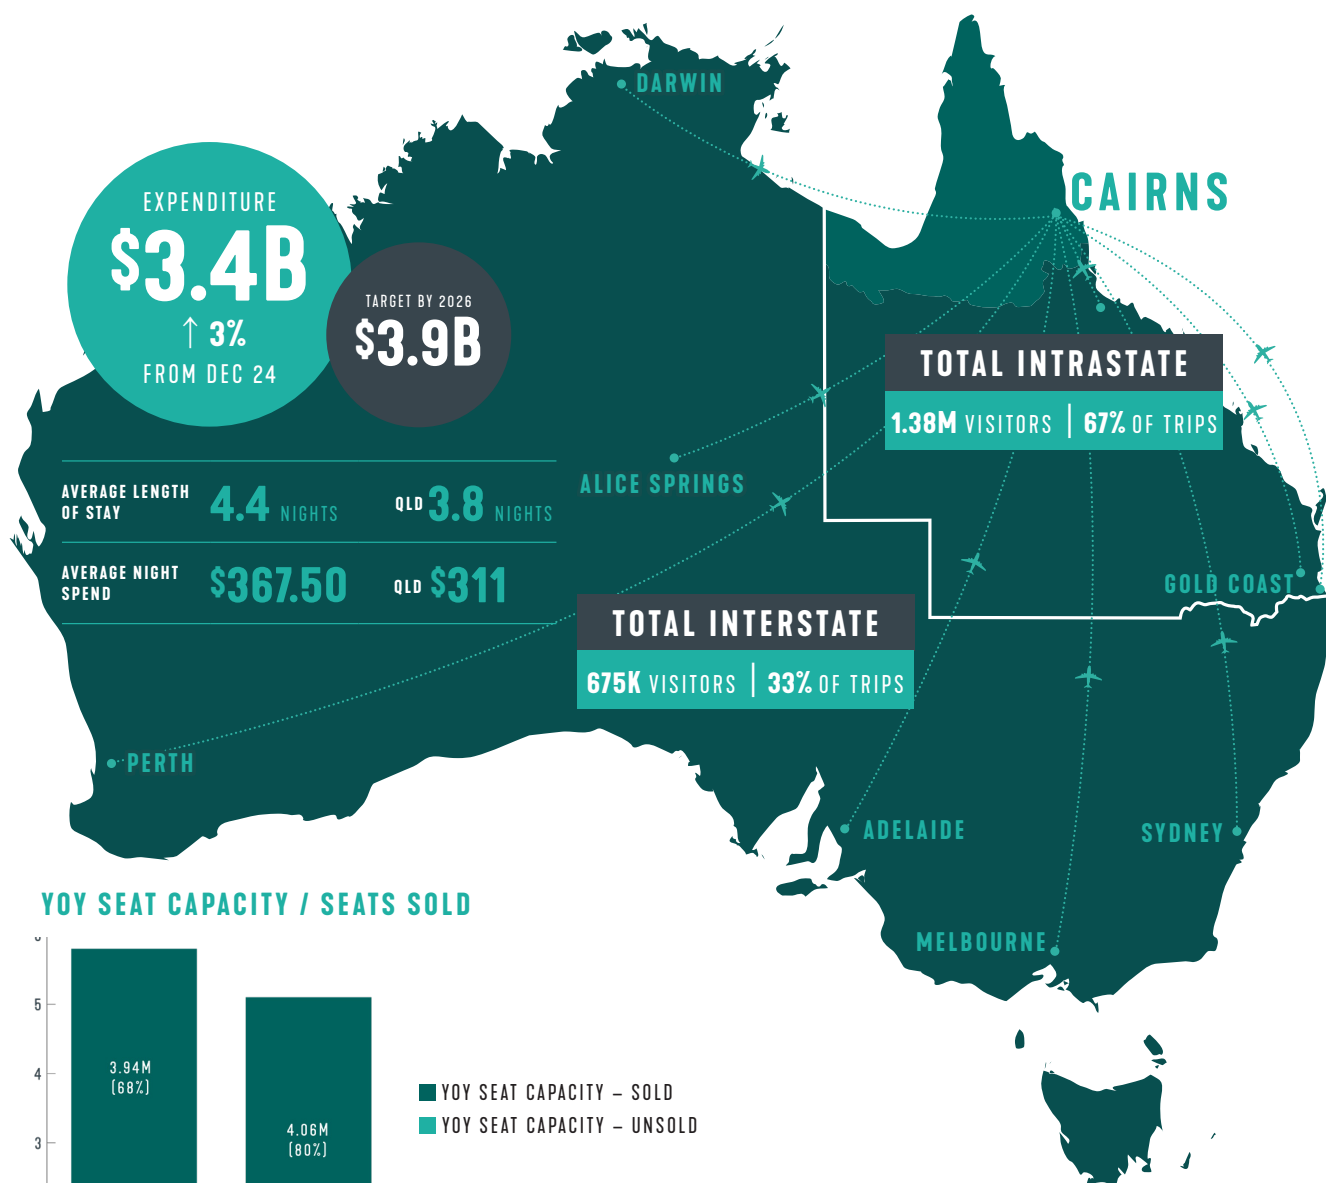 DARWIN
CAIRNS
EXPENDITURE
$3.4B
↑ 3%
FROM DEC 24
TARGET BY 2026
$3.9B
TOTAL INTRASTATE
1.38M VISITORS | 67% OF TRIPS
ALICE SPRINGS
AVERAGE LENGTH
OF STAY
4.4 NIGHTS
QLD 3.8 NIGHTS
AVERAGE NIGHT
SPEND
$367.50
QLD $311
GOLD COAST
TOTAL INTERSTATE
675K VISITORS | 33% OF TRIPS
PERTH
ADELAIDE
SYDNEY
MELBOURNE
YOY SEAT CAPACITY / SEATS SOLD
5
4
3
3.94M
(68%)
4.06M
(80%)
YOY SEAT CAPACITY – SOLD
YOY SEAT CAPACITY – UNSOLD